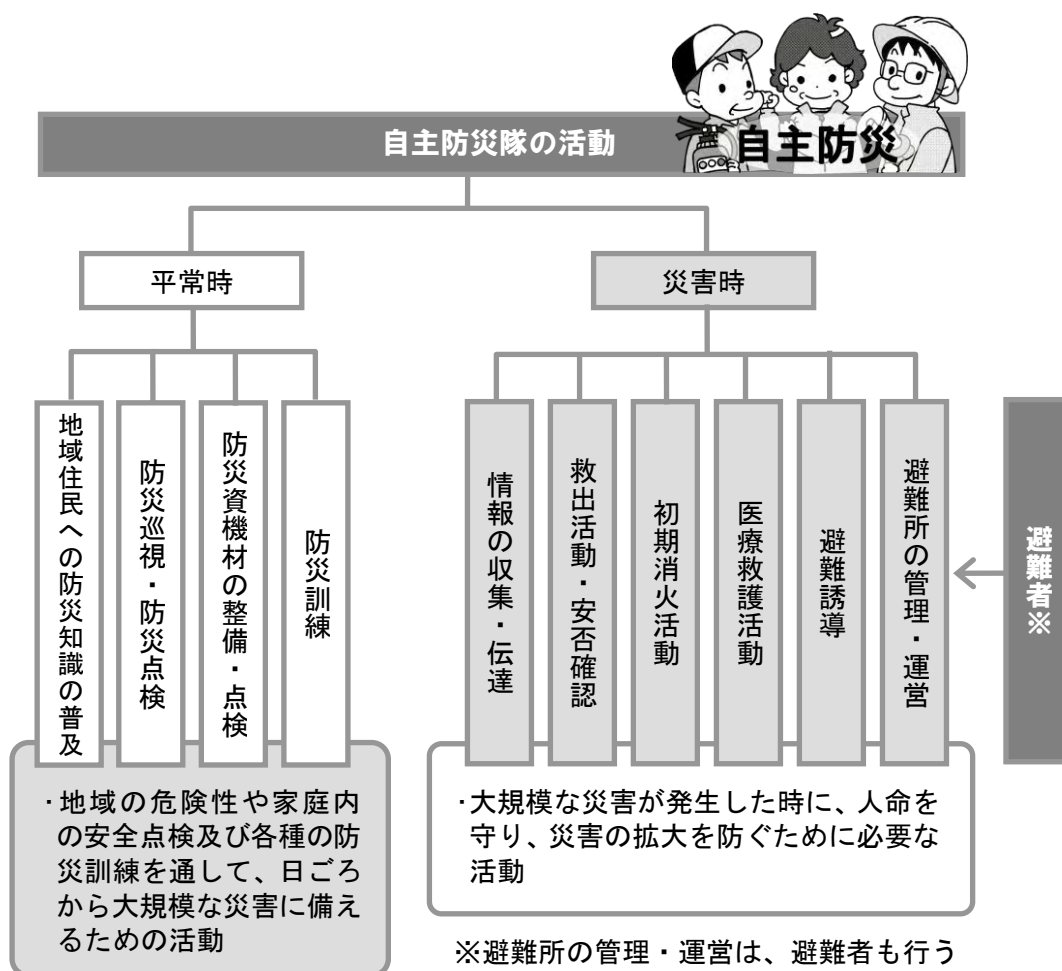 自主防災隊の活動
自主防災
平常時
災害時
地域住民への防災知識の普及
防災巡視・防災点検
防災資機材の整備・点検
防災訓練
情報の収集・伝達
救出活動・安否確認
初期消火活動
医療救護活動
避難誘導
避難所の管理・運営
避難者※
・地域の危険性や家庭内
の安全点検及び各種の防
災訓練を通して、日ごろ
から大規模な災害に備え
るための活動
・大規模な災害が発生した時に、人命を
守り、災害の拡大を防ぐために必要な
活動
※避難所の管理・運営は、避難者も行う